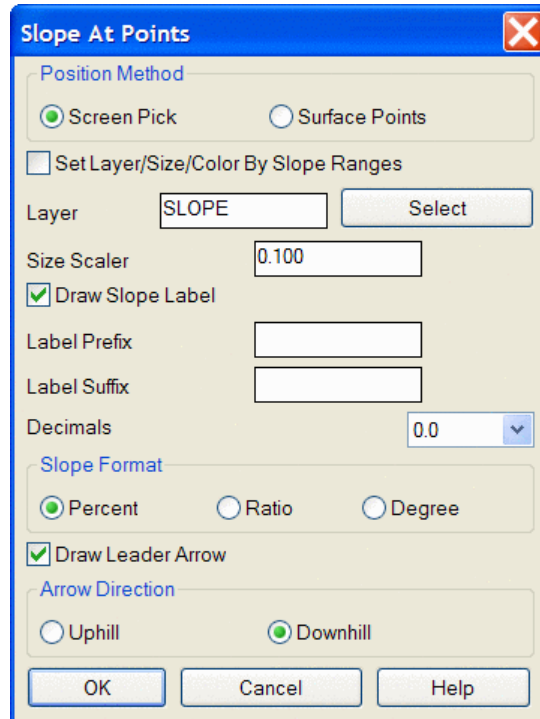 Slope At Points
Position Method
Screen Pick Surface Points
Set Layer/Size/Color By Slope Ranges
Layer SLOPE Select
Size Scaler 0.100
Draw Slope Label
Label Prefix
Label Suffix
Decimals 0.0
Slope Format
Percent Ratio Degree
Draw Leader Arrow
Arrow Direction
Uphill Downhill
OK Cancel Help